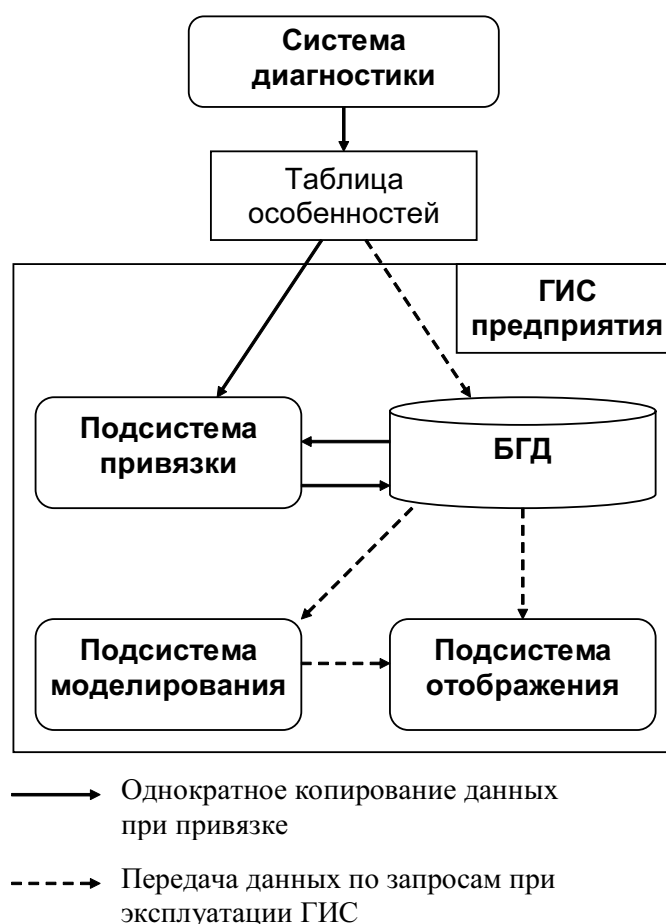 Система
диагностики
Таблица
особенностей
ГИС
предприятия
Подсистема
привязки
БГД
Подсистема
моделирования
Подсистема
отображения
Однократное копирование данных
при привязке
Передача данных по запросам при
эксплуатации ГИС